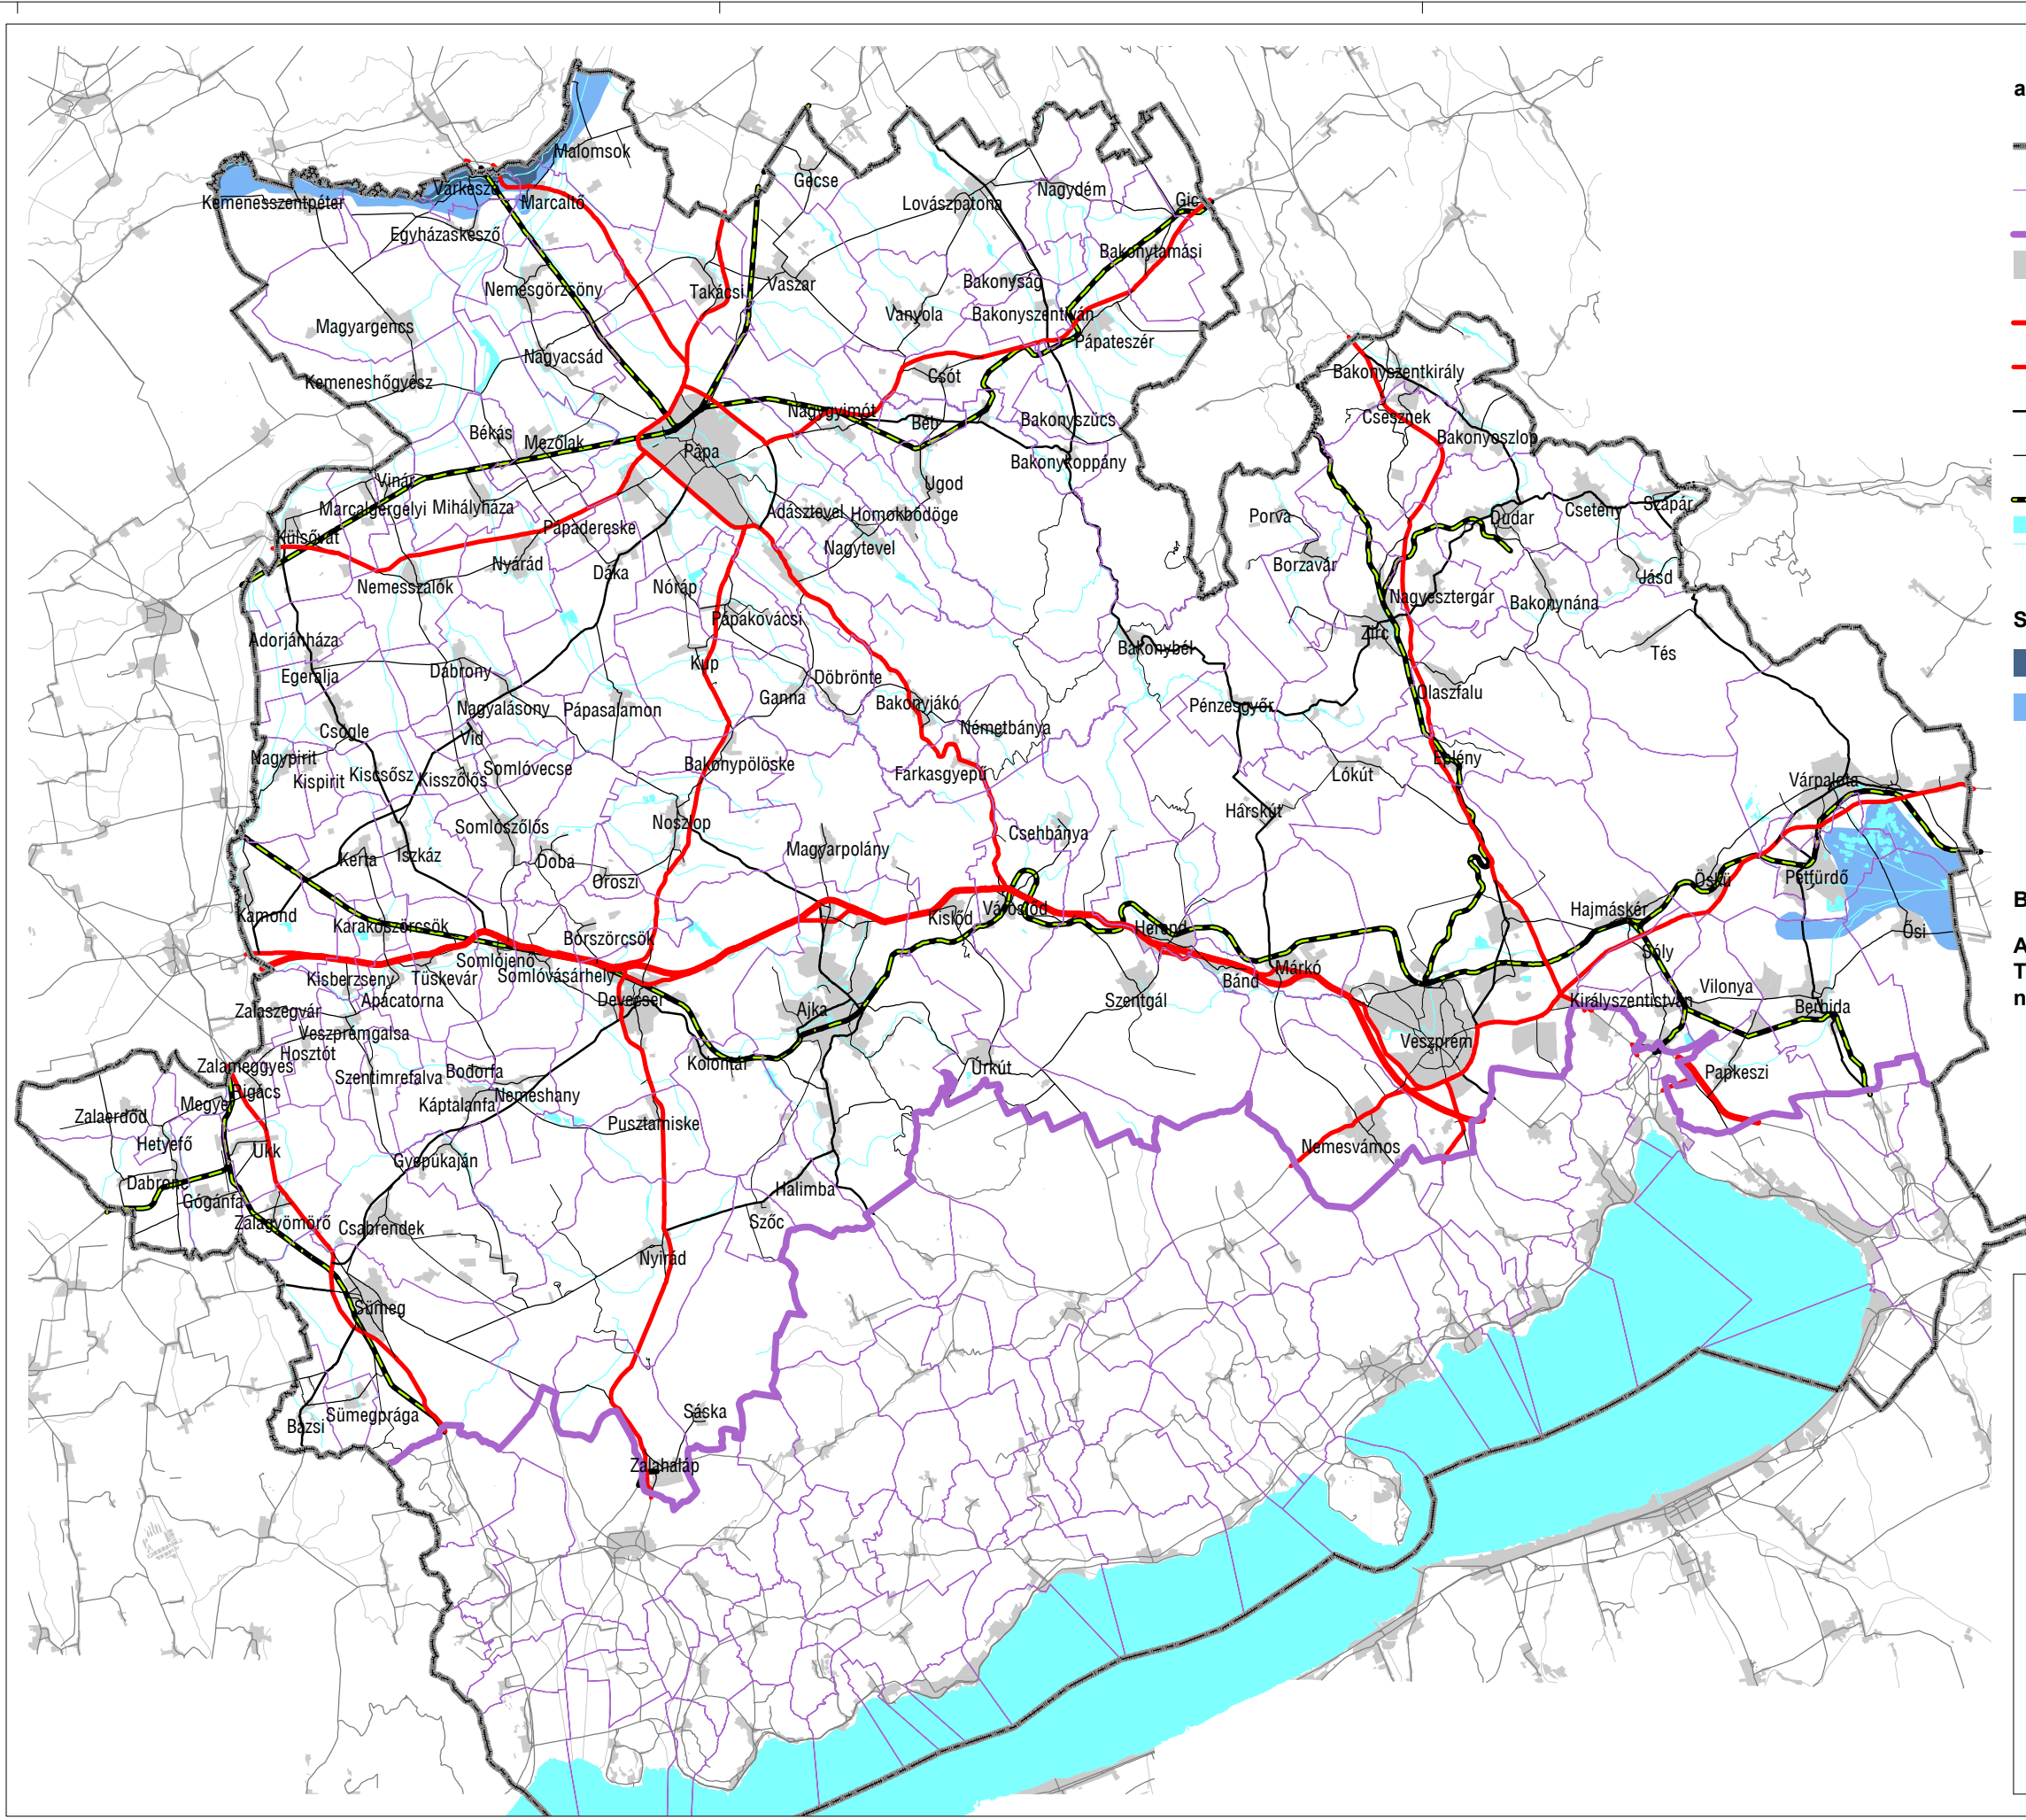 a
Malomsok
Gecse
Várkesző
Nagydém
Kemenesszentpéter
Marcaltő
Lovászpatona
Gic
Egyházaskesző
Bakonytamási
Nemesgörzsöny
Takácsi
Vaszar
Bakonyság
Magyargencs
Vanyola
Bakonyszentiván
Pápateszér
Nagyacsád
Bakonyszentkirály
Kemeneshőgyész
Csót
Nagygyimót
Csesznek
Béb
Bakonyszücs
Békás
Mezőlak
Bakonyoszlop
Pápa
Bakonykoppány
Vinár
Ugod
Marcalgergelyi
Mihályháza
Adásztevel
Homokbödöge
Porva
Dudar
Csetény
Szápár
Külsővat
Pápadereske
Nagytevel
Nyárád
Borzavár
Nemesszalók
Dáka
Nóráp
Jásd
Nagyesztergár
Bakonynána
Pápakovácsi
S
Adorjánháza
Zirc
Bakonybél
Tés
Kup
Egeralja
Dabrony
Döbrönte
Ganna
Olaszfalu
Nagyalásony
Pápasalamon
Bakonyjákó
Pénzesgyőr
Csögle
Vid
Németbánya
Nagypirit
Eplény
Kispirit
Kiscsősz
Kisszőlős
Somlóvecse
Bakonypölöske
Farkasgyepű
Lókút
Várpalota
Hárskút
Somlószőlős
Noszlop
Csehbánya
Magyarpolány
Kerta
Iszkáz
Doba
Oroszi
Öskü
Pétfürdő
B
Kamond
Karakószörcsök
Kislőd
Városlőd
Hajmáskér
Herend
Ősi
Borszörcsök
A
Somlójenő
Sóly
T
Kisberzseny
Tüskevár
Somlóvásárhely
Márkó
Bánd
Vilonya
n
Apácatorna
Devecser
Szentgál
Királyszentistván
Berhida
Zalaszegvár
Ajka
Veszprémgalsa
Veszprém
Hosztót
Zalameggyes
Kolontár
Úrkút
Szentimrefalva
Bodorfa
Papkeszi
Rigács
Megyer
Káptalanfa
Nemeshany
Zalaerdőd
Pusztamiske
Hetyefő
Ukk
Nemesvámos
Gyepükaján
Dabronc
Gógánfa
Halimba
Zalagyömörő
Csabrendek
Szőc
Nyirád
Sümeg
Sáska
Sümegprága
Bazsi
Zalahaláp